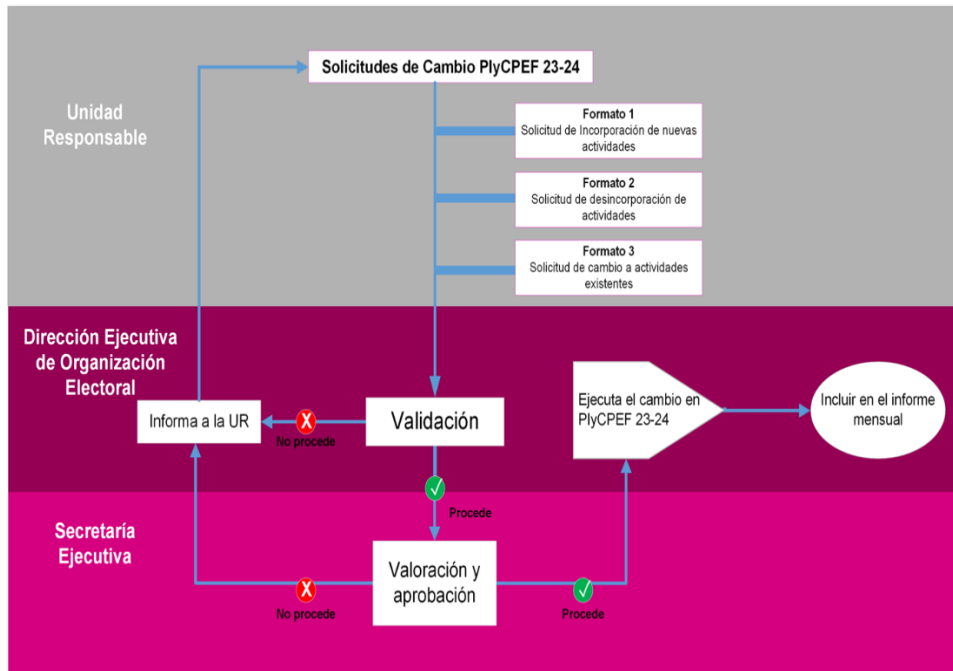 Solicitudes de Cambio PlyCPEF 23-24
Unidad
Responsable
Formato 1
Solicitud de Incorporación de nuevas
actividades
Formato 2
Solicitud de desincorporación de
actividades
Formato 3
Solicitud de cambio a actividades
existentes
Dirección Ejecutiva
de Organización
Electoral
Informa a la UR
X
No procede
Validación
Ejecuta el cambio en
PlyCPEF 23-24
Incluir en el informe
mensual
Procede
Secretaría
Ejecutiva
X
No procede
Valoración y
aprobación
Procede